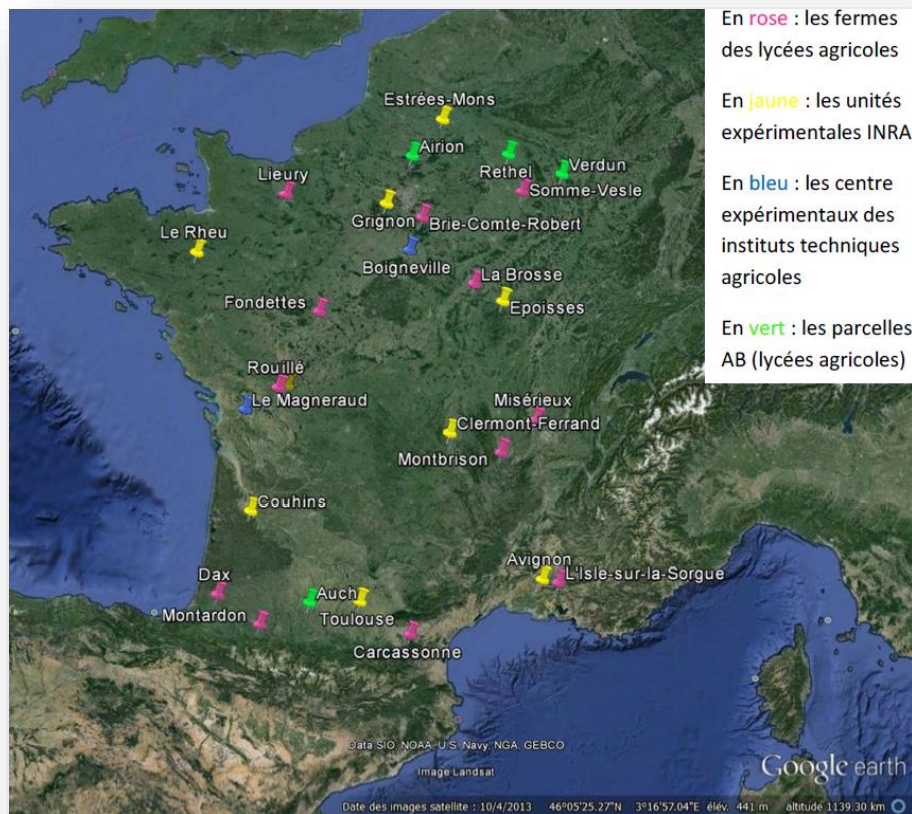 En rose : les fermes
des lycées agricoles
En jaune : les unités
expérimentales INRA
En bleu : les centre
expérimentaux des
instituts techniques
agricoles
En vert : les parcelles
AB (lycées agricoles)
Estrées-Mons
Airion
Rethel
Verdun
Lieury
Somme-Vesle
Grignon
Brie-Comte-Robert
Le Rheu
Boigneville
La Brosse
Fondettes
Epoisses
Rouillé
Le Magneraud
Misérieux
Clermont-Ferrand
Montbrison
Couhins
Avignon
L'Isle-sur-la-Sorgue
Dax
Auch
Montardon
Toulouse
Carcassonne
Data SIO, NOAA, U.S. Navy, NGA, GEBCO
Image Landsat
Google earth
Date des images satellite : 10/4/2013 46°05'25.27"N 3°16'57.04"E élév. 441 m altitude 1139.30 km